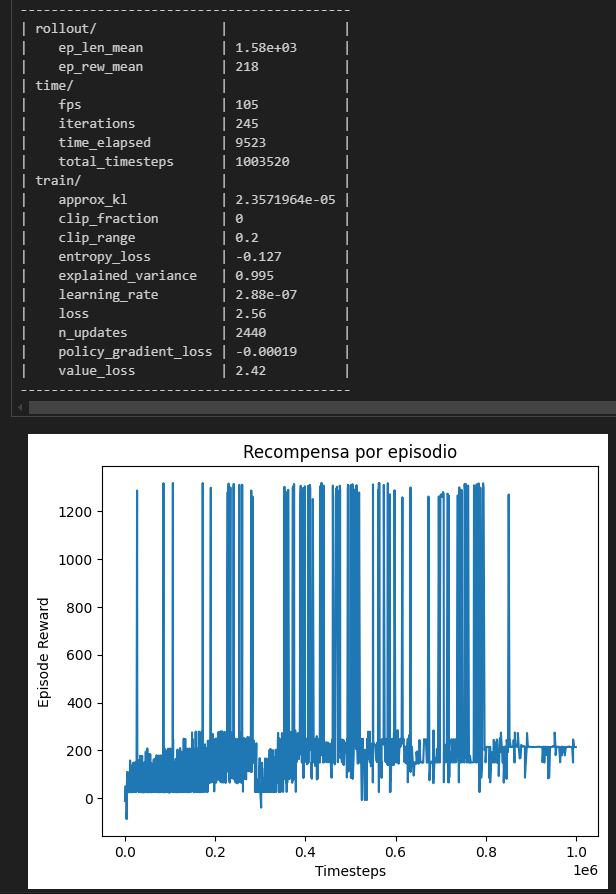 -----------------------------------------
| rollout/ | |
| ep_len_mean | 1.58e+03 |
| ep_rew_mean | 218 |
| time/ | |
| fps | 105 |
| iterations | 245 |
| time_elapsed | 9523 |
| total_timesteps | 1003520 |
| train/ | |
| approx_kl | 2.3571964e-05 |
| clip_fraction | 0 |
| clip_range | 0.2 |
| entropy_loss | -0.127 |
| explained_variance | 0.995 |
| learning_rate | 2.88e-07 |
| loss | 2.56 |
| n_updates | 2440 |
| policy_gradient_loss | -0.00019 |
| value_loss | 2.42 |
-----------------------------------------
Recompensa por episodio
Episode Reward
1200
1000
800
600
400
200
0
0.0 0.2 0.4 0.6 0.8 1.0
1e6
Timesteps